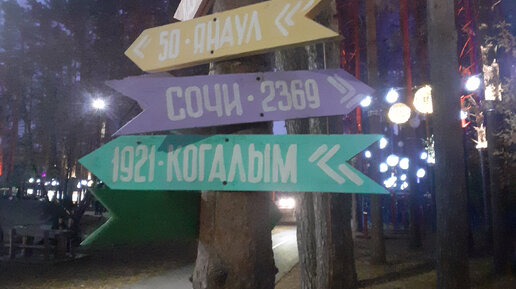 50 · ЯНАУЛ
СОЧИ · 2369
1921 · КОГАЛЫМ